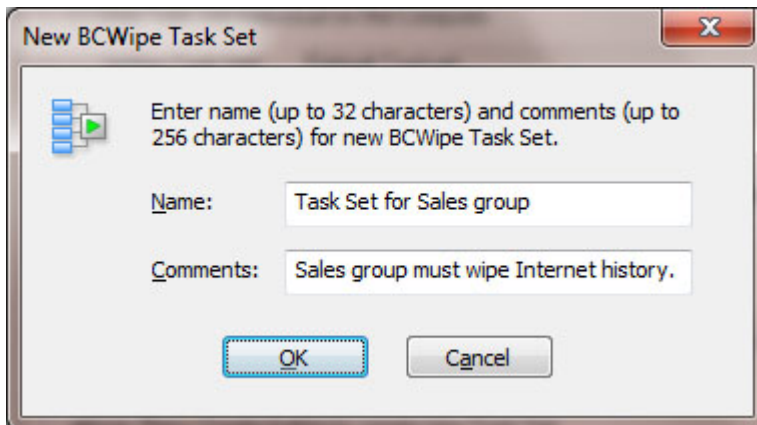 New BCWipe Task Set
Enter name (up to 32 characters) and comments (up to
256 characters) for new BCWipe Task Set.
Name: Task Set for Sales group
Comments: Sales group must wipe Internet history.
OK Cancel